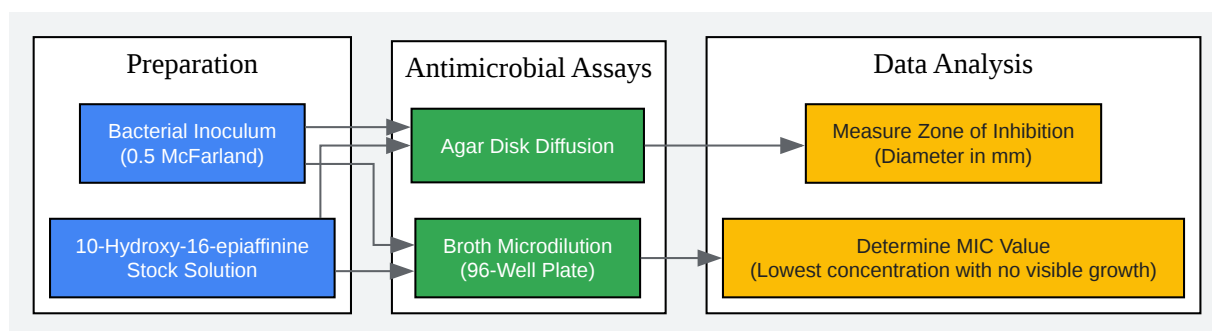 Preparation
Bacterial Inoculum
(0.5 McFarland)
10-Hydroxy-16-epiaffinine
Stock Solution
Antimicrobial Assays
Agar Disk Diffusion
Broth Microdilution
(96-Well Plate)
Data Analysis
Measure Zone of Inhibition
(Diameter in mm)
Determine MIC Value
(Lowest concentration with no visible growth)